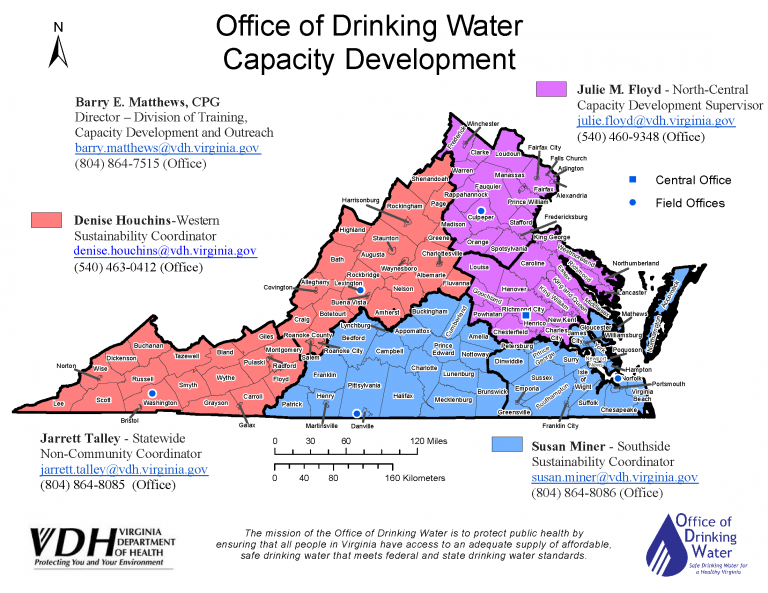 Office of Drinking Water
Capacity Development
N
Barry E. Matthews, CPG
Director – Division of Training,
Capacity Development and Outreach
barry.matthews@vdh.virginia.gov
(804) 864-7515 (Office)
Julie M. Floyd - North-Central
Capacity Development Supervisor
julie.floyd@vdh.virginia.gov
(540) 460-9348 (Office)
Central Office
Field Offices
Denise Houchins-Western
Sustainability Coordinator
denise.houchins@vdh.virginia.gov
(540) 463-0412 (Office)
Winchester
Frederick
Clarke
Loudoun
Fairfax City
Falls Church
Arlington
Warren
Manassas
Shenandoah
Fauquier
Fairfax
Alexandria
Rappahannock
Prince William
Harrisonburg
Rockingham
Page
Culpeper
Madison
Stafford
Fredericksburg
Highland
Greene
Orange
Spotsylvania
King George
Staunton
Augusta
Charlottesville
Bath
Waynesboro
Albemarle
Louisa
Caroline
Northumberland
Rockbridge
Lexington
Nelson
Fluvanna
Goochland
Hanover
King William
Lancaster
Covington
Alleghany
Buena Vista
Botetourt
Amherst
Buckingham
Cumberland
Powhatan
Richmond City
Henrico
New Kent
Mathews
Gloucester
Craig
Lynchburg
Appomattox
Amelia
Chesterfield
Charles City
James City
Williamsburg
Giles
Roanoke County
Bedford
Prince Edward
Nottoway
Petersburg
Poquoson
Buchanan
Montgomery
Salem
Roanoke City
Campbell
Dinwiddie
Prince George
Surry
Hampton
Dickenson
Tazewell
Bland
Pulaski
Radford
Franklin
Charlotte
Lunenburg
Sussex
Isle of Wight
Norfolk
Portsmouth
Norton
Wise
Russell
Smyth
Wythe
Floyd
Pittsylvania
Brunswick
Emporia
Southampton
Virginia Beach
Lee
Scott
Washington
Grayson
Carroll
Patrick
Henry
Halifax
Mecklenburg
Greensville
Suffolk
Chesapeake
Bristol
Galax
Martinsville
Danville
Franklin City
Jarrett Talley - Statewide
Non-Community Coordinator
jarrett.talley@vdh.virginia.gov
(804) 864-8085 (Office)
0 30 60 120 Miles
0 40 80 160 Kilometers
Susan Miner - Southside
Sustainability Coordinator
susan.miner@vdh.virginia.gov
(804) 864-8086 (Office)
VDH VIRGINIA
DEPARTMENT
OF HEALTH
Protecting You and Your Environment
The mission of the Office of Drinking Water is to protect public health by
ensuring that all people in Virginia have access to an adequate supply of affordable,
safe drinking water that meets federal and state drinking water standards.
Office of
Drinking
Water
Safe Drinking Water for
a Healthy Virginia